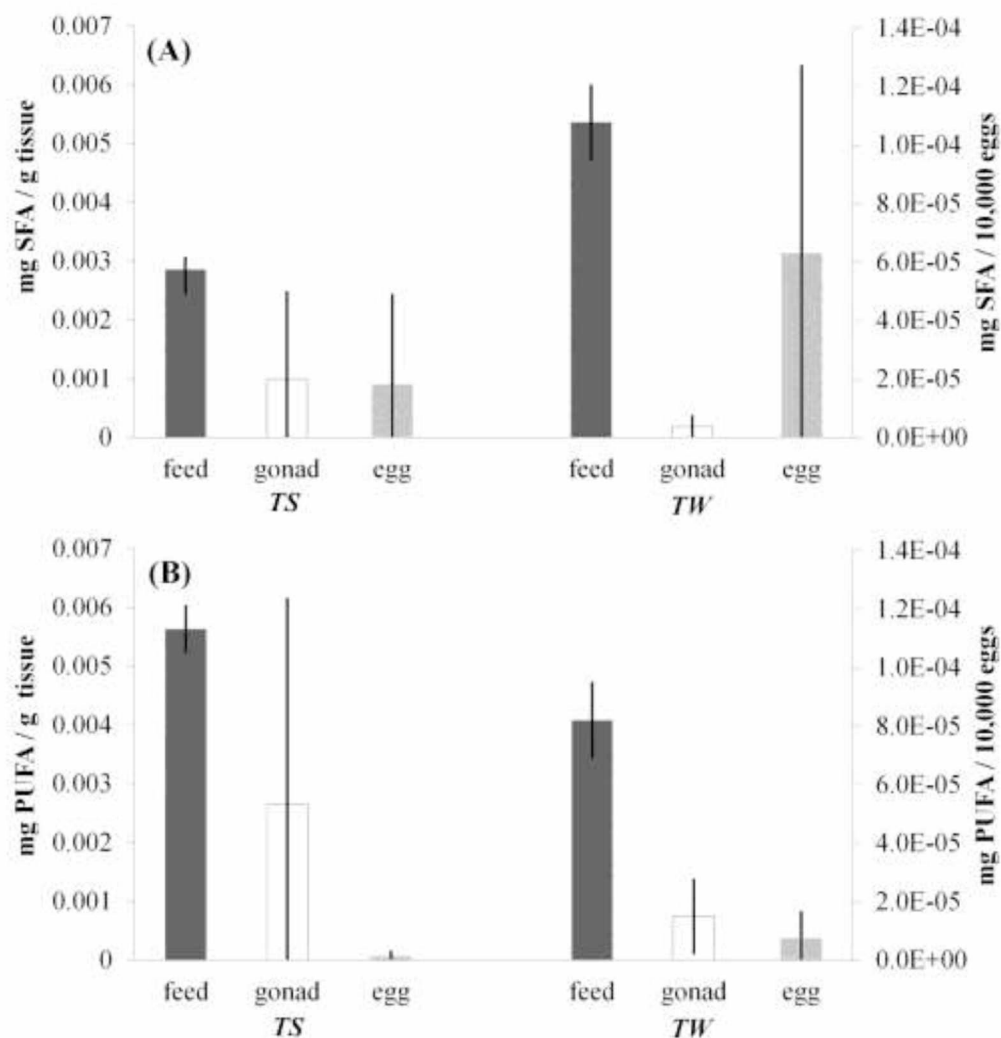 (A)
mg SFA / g tissue
0.007
0.006
0.005
0.004
0.003
0.002
0.001
0
1.4E-04
1.2E-04
1.0E-04
8.0E-05
6.0E-05
4.0E-05
2.0E-05
0.0E+00
mg SFA / 10,000 eggs
feed gonad egg feed gonad egg
TS TW
(B)
mg PUFA / g tissue
0.007
0.006
0.005
0.004
0.003
0.002
0.001
0
1.4E-04
1.2E-04
1.0E-04
8.0E-05
6.0E-05
4.0E-05
2.0E-05
0.0E+00
mg PUFA / 10,000 eggs
feed gonad egg feed gonad egg
TS TW